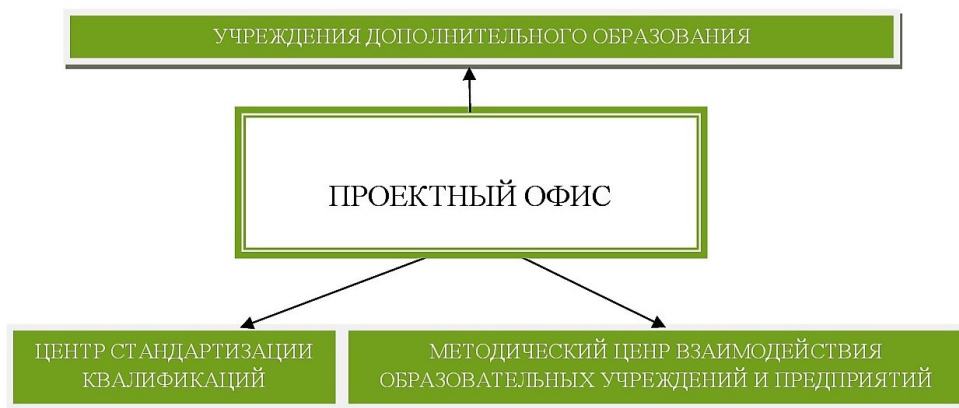 УЧРЕЖДЕНИЯ ДОПОЛНИТЕЛЬНОГО ОБРАЗОВАНИЯ
ПРОЕКТНЫЙ ОФИС
ЦЕНТР СТАНДАРТИЗАЦИИ
КВАЛИФИКАЦИЙ
МЕТОДИЧЕСКИЙ ЦЕНР ВЗАИМОДЕЙСТВИЯ
ОБРАЗОВАТЕЛЬНЫХ УЧРЕЖДЕНИЙ И ПРЕДПРИЯТИЙ